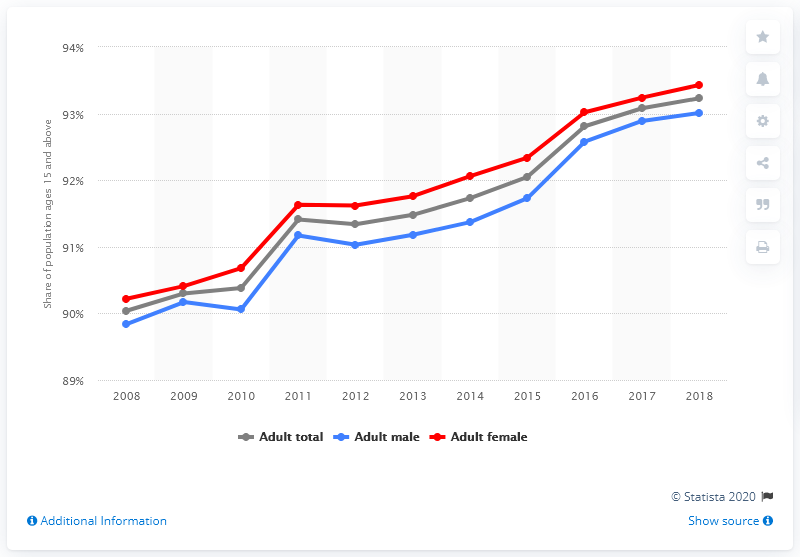 94%
93%
92%
91%
90%
89%
Share of population ages 15 and above
2008 2009 2010 2011 2012 2013 2014 2015 2016 2017 2018
Adult total Adult male Adult female
© Statista 2020
Additional Information Show source